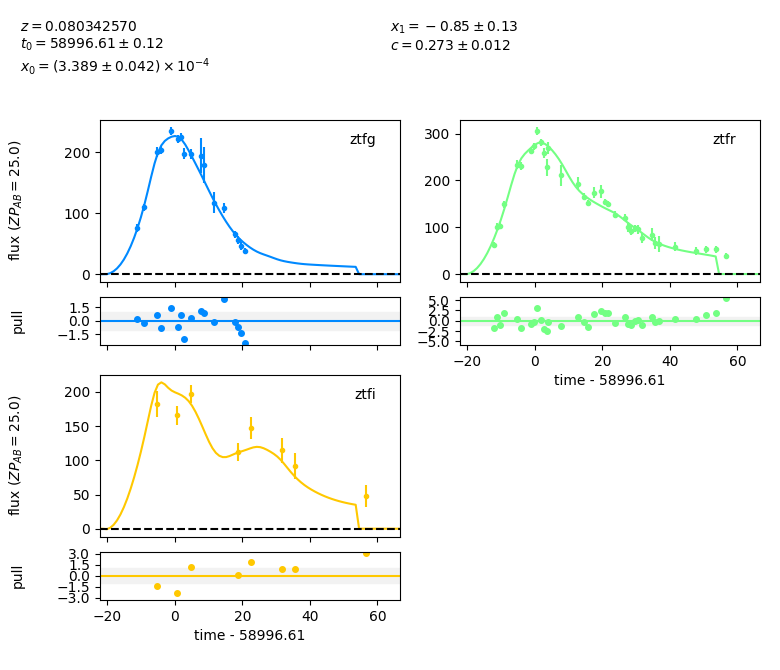 z = 0.080342570
t₀ = 58996.61 ± 0.12
x₀ = (3.389 ± 0.042) × 10⁻⁴
x₁ = −0.85 ± 0.13
c = 0.273 ± 0.012
flux (ZP_AB = 25.0)
200
100
0
ztfg
300
200
100
0
ztfr
pull
1.5
0.0
−1.5
5.0
2.5
0.0
−2.5
−5.0
−20 0 20 40 60
time - 58996.61
flux (ZP_AB = 25.0)
200
150
100
50
0
ztfi
pull
3.0
1.5
0.0
−1.5
−3.0
−20 0 20 40 60
time - 58996.61